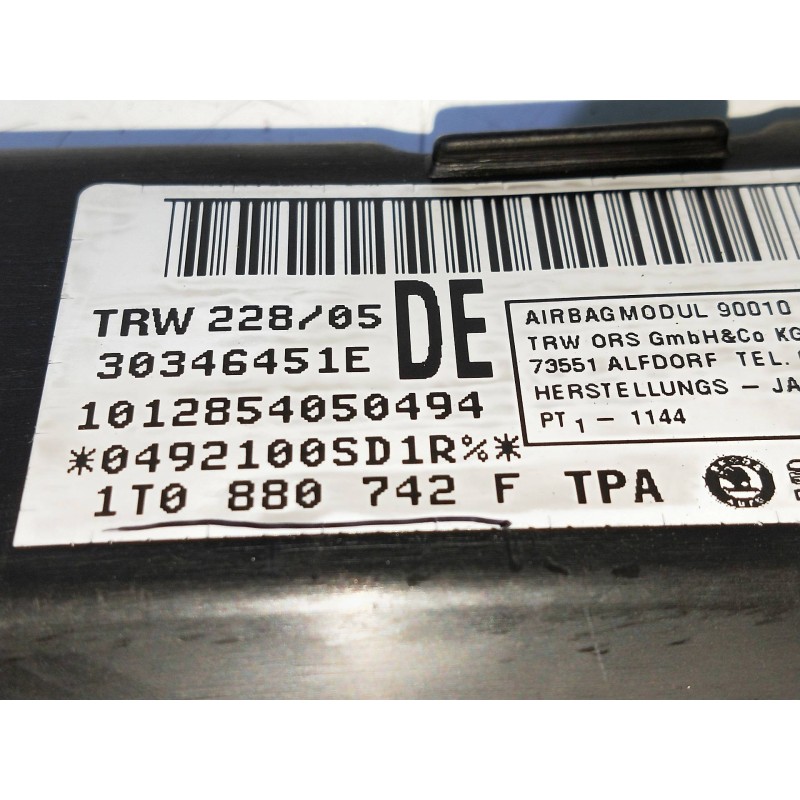 TRW 228/05
30346451E
DE
1012854050494
*0492100SD1R%*
1T0 880 742 F TPA
AIRBAGMODUL 90010
TRW ORS GmbH&Co KG
73551 ALFDORF TEL.
HERSTELLUNGS - JA
PT1 - 1144